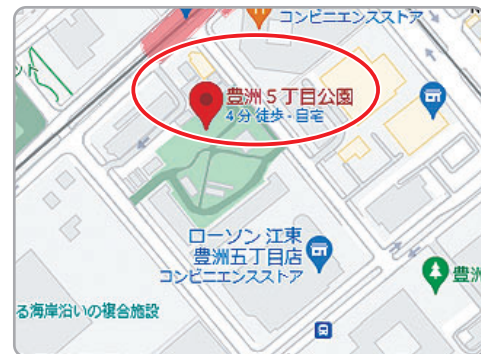 コンビニエンスストア
豊洲5丁目公園
4分 徒歩 - 自宅
ローソン 江東
豊洲五丁目店
コンビニエンスストア
豊洲
る海岸沿いの複合施設